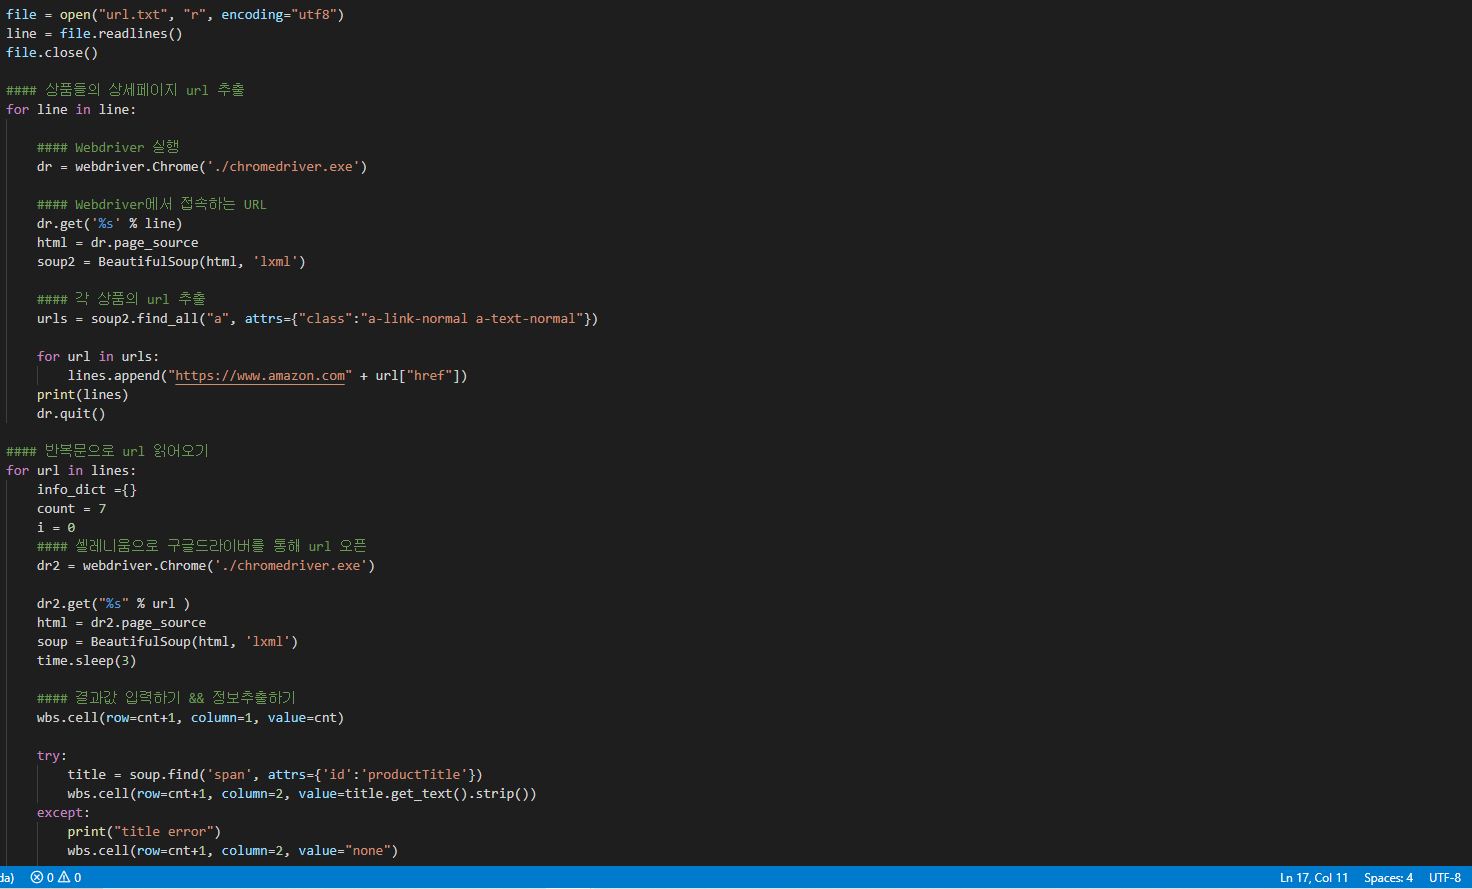 file = open("url.txt", "r", encoding="utf8")
line = file.readlines()
file.close()
#### 상품들의 상세페이지 url 추출
for line in line:
#### Webdriver 실행
dr = webdriver.Chrome('./chromedriver.exe')
#### Webdriver에서 접속하는 URL
dr.get('%s' % line)
html = dr.page_source
soup2 = BeautifulSoup(html, 'lxml')
#### 각 상품의 url 추출
urls = soup2.find_all("a", attrs={"class":"a-link-normal a-text-normal"})
for url in urls:
lines.append("https://www.amazon.com" + url["href"])
print(lines)
dr.quit()
#### 반복문으로 url 읽어오기
for url in lines:
info_dict ={}
count = 7
i = 0
#### 셀레니움으로 구글드라이버를 통해 url 오픈
dr2 = webdriver.Chrome('./chromedriver.exe')
dr2.get("%s" % url )
html = dr2.page_source
soup = BeautifulSoup(html, 'lxml')
time.sleep(3)
#### 결과값 입력하기 && 정보추출하기
wbs.cell(row=cnt+1, column=1, value=cnt)
try:
title = soup.find('span', attrs={'id':'productTitle'})
wbs.cell(row=cnt+1, column=2, value=title.get_text().strip())
except:
print("title error")
wbs.cell(row=cnt+1, column=2, value="none")
da) 0 0 Ln 17, Col 11 Spaces: 4 UTF-8